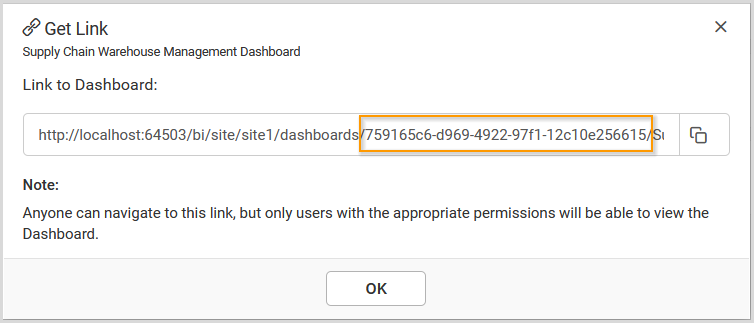 Get Link
Supply Chain Warehouse Management Dashboard
Link to Dashboard:
http://localhost:64503/bi/site/site1/dashboards/759165c6-d969-4922-97f1-12c10e256615/Su
Note:
Anyone can navigate to this link, but only users with the appropriate permissions will be able to view the
Dashboard.
OK